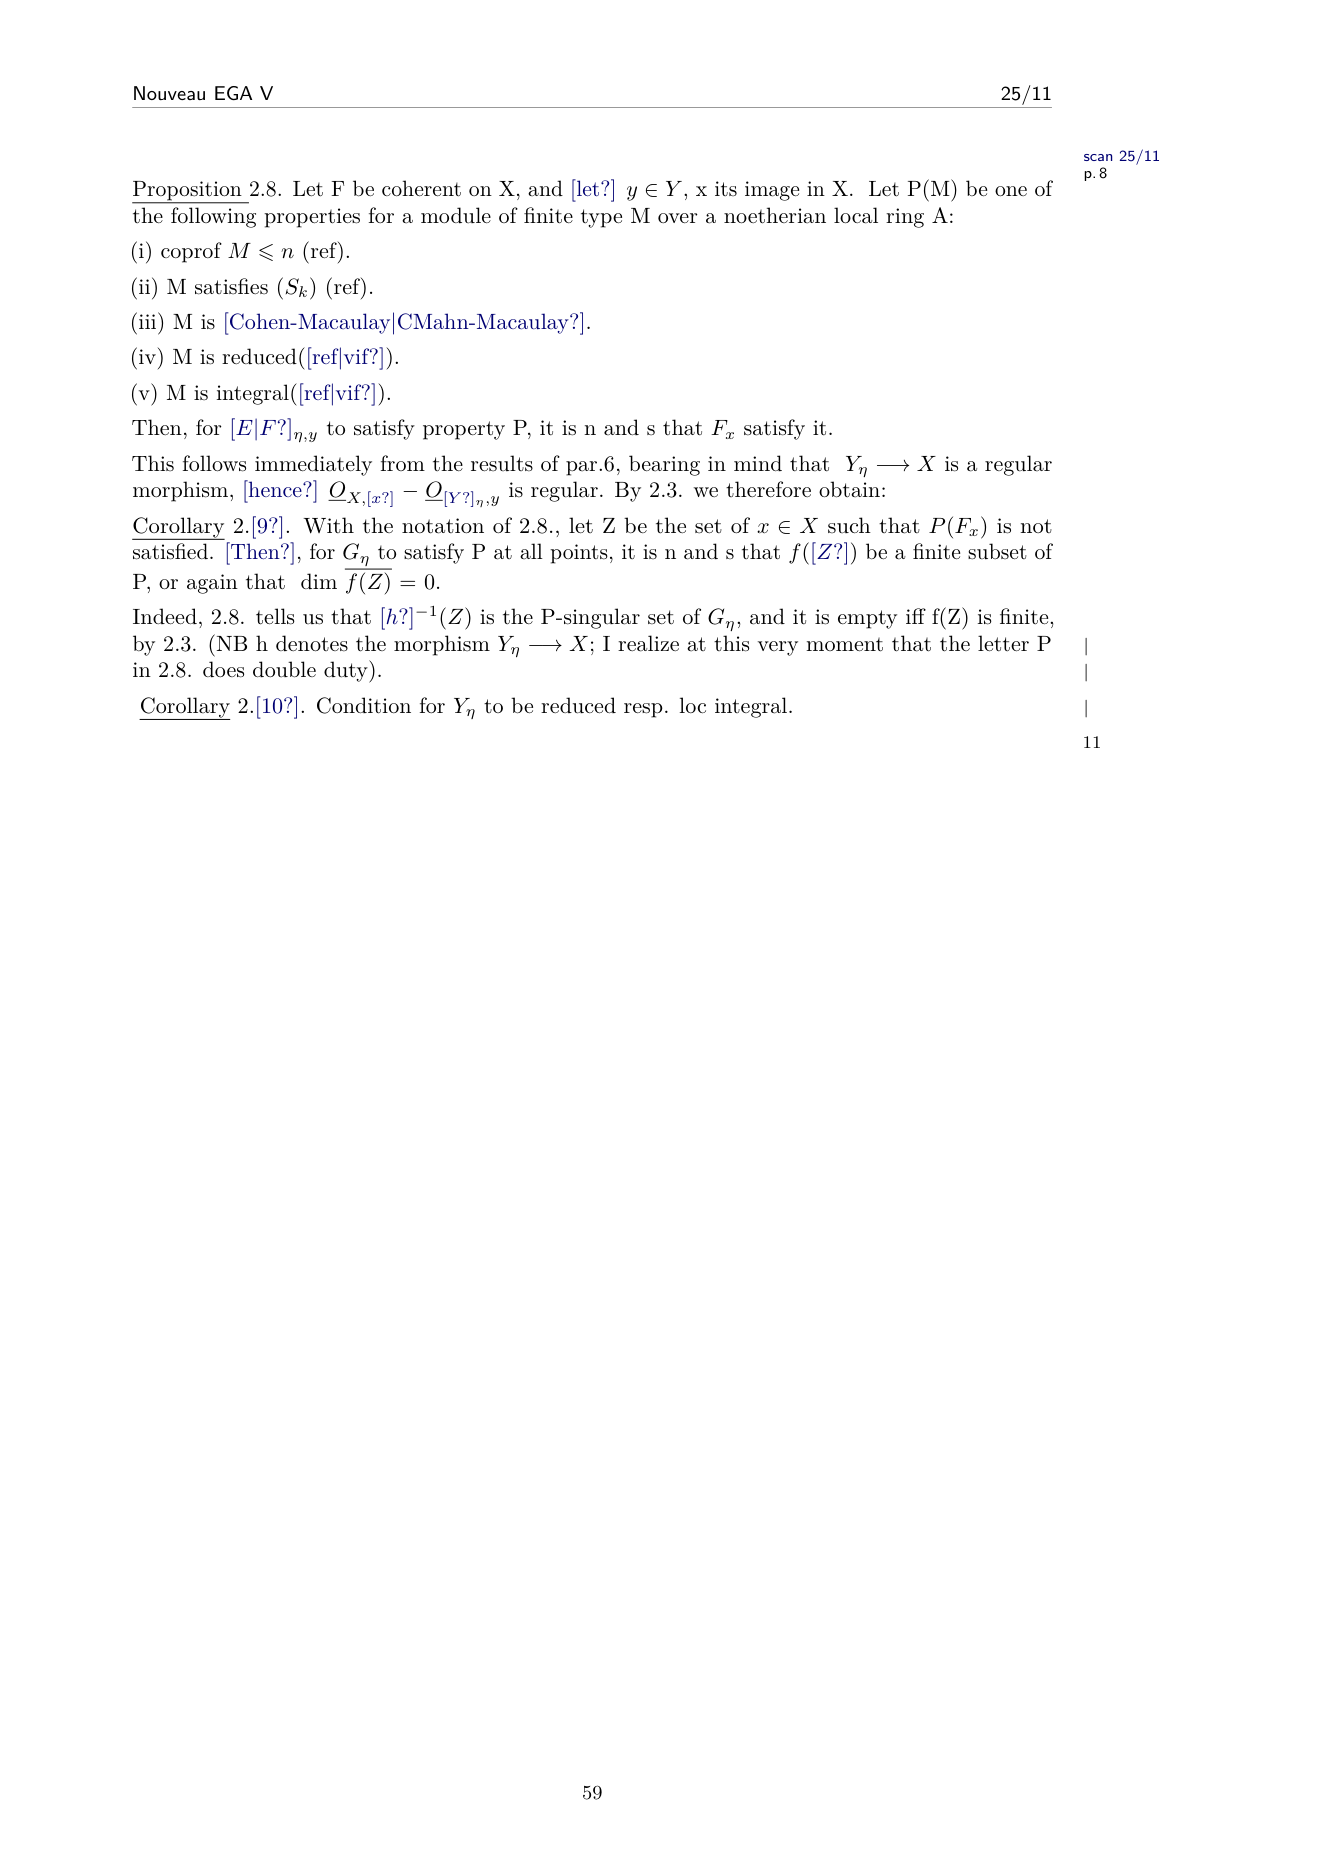 Nouveau EGA V 25/11
scan 25/11
p. 8
Proposition 2.8. Let F be coherent on X, and [let?] y ∈ Y, x its image in X. Let P(M) be one of
the following properties for a module of finite type M over a noetherian local ring A:
(i) coprof M ⩽ n (ref).
(ii) M satisfies (S_k) (ref).
(iii) M is [Cohen-Macaulay|CMahn-Macaulay?].
(iv) M is reduced([ref|vif?]).
(v) M is integral([ref|vif?]).
Then, for [E|F?]_{η,y} to satisfy property P, it is n and s that F_x satisfy it.
This follows immediately from the results of par.6, bearing in mind that Y_η ⟶ X is a regular
morphism, [hence?] O_{X,[x?]} − O_{[Y?]_η,y} is regular. By 2.3. we therefore obtain:
Corollary 2.[9?]. With the notation of 2.8., let Z be the set of x ∈ X such that P(F_x) is not
satisfied. [Then?], for G_η to satisfy P at all points, it is n and s that f([Z?]) be a finite subset of
P, or again that dim \overline{f(Z)} = 0.
Indeed, 2.8. tells us that [h?]^{−1}(Z) is the P-singular set of G_η, and it is empty iff f(Z) is finite,
by 2.3. (NB h denotes the morphism Y_η ⟶ X; I realize at this very moment that the letter P |
in 2.8. does double duty). |
Corollary 2.[10?]. Condition for Y_η to be reduced resp. loc integral. |
11
59